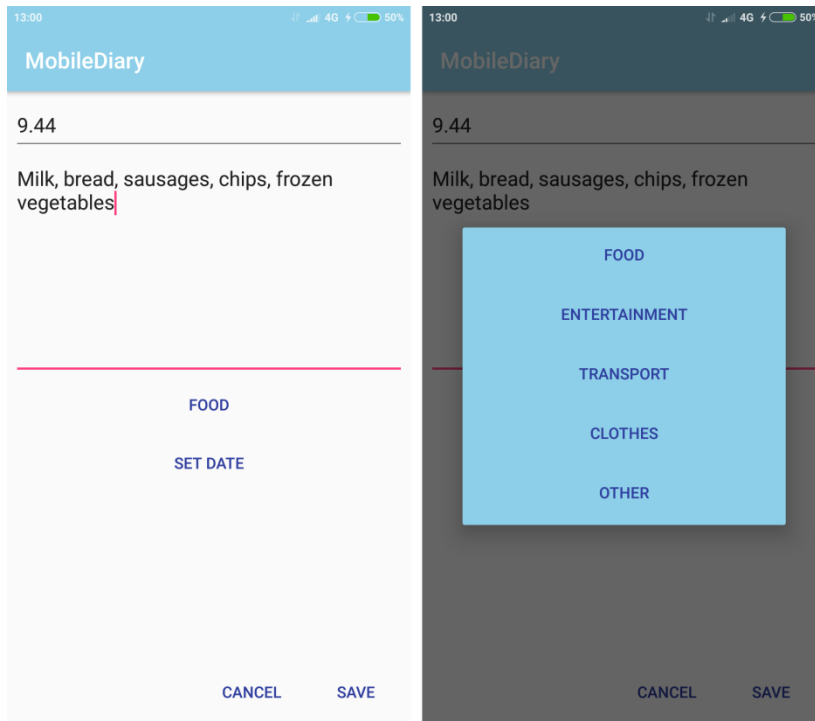 13:00 4G 50%
MobileDiary
9.44
Milk, bread, sausages, chips, frozen
vegetables
FOOD
SET DATE
CANCEL SAVE
13:00 4G 50%
MobileDiary
9.44
Milk, bread, sausages, chips, frozen
vegetables
FOOD
ENTERTAINMENT
TRANSPORT
CLOTHES
OTHER
CANCEL SAVE